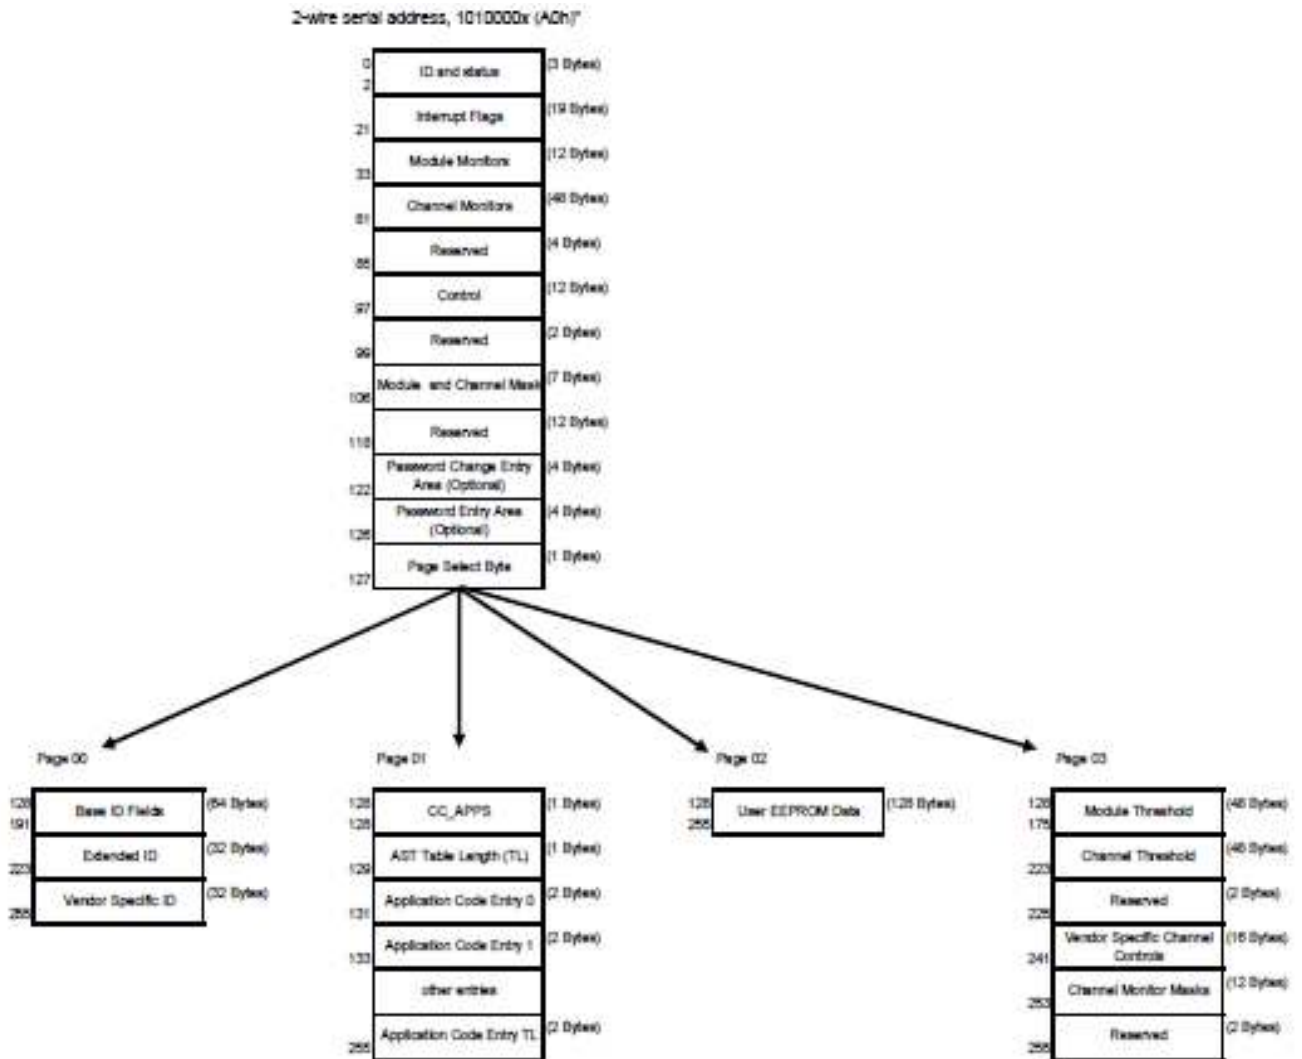 2-wire serial address, 1010000x (A0h)"
0 ID and status (3 Bytes)
2
Interrupt Flags (19 Bytes)
21
Module Monitors (12 Bytes)
33
Channel Monitors (48 Bytes)
81
Reserved (4 Bytes)
85
Control (12 Bytes)
97
Reserved (2 Bytes)
99
Module and Channel Mask (7 Bytes)
106
Reserved (12 Bytes)
118
Password Change Entry (4 Bytes)
Area (Optional)
122
Password Entry Area (4 Bytes)
(Optional)
126
Page Select Byte (1 Bytes)
127
Page 00
128 Base ID Fields (64 Bytes)
191
Extended ID (32 Bytes)
223
Vendor Specific ID (32 Bytes)
255
Page 01
128 CC_APPS (1 Bytes)
128
AST Table Length (TL) (1 Bytes)
129
Application Code Entry 0 (2 Bytes)
131
Application Code Entry 1 (2 Bytes)
133
other entries
Application Code Entry TL (2 Bytes)
255
Page 02
128 User EEPROM Data (128 Bytes)
255
Page 03
128 Module Threshold (48 Bytes)
175
Channel Threshold (48 Bytes)
223
Reserved (2 Bytes)
225
Vendor Specific Channel (16 Bytes)
Controls
241
Channel Monitor Masks (12 Bytes)
253
Reserved (2 Bytes)
255